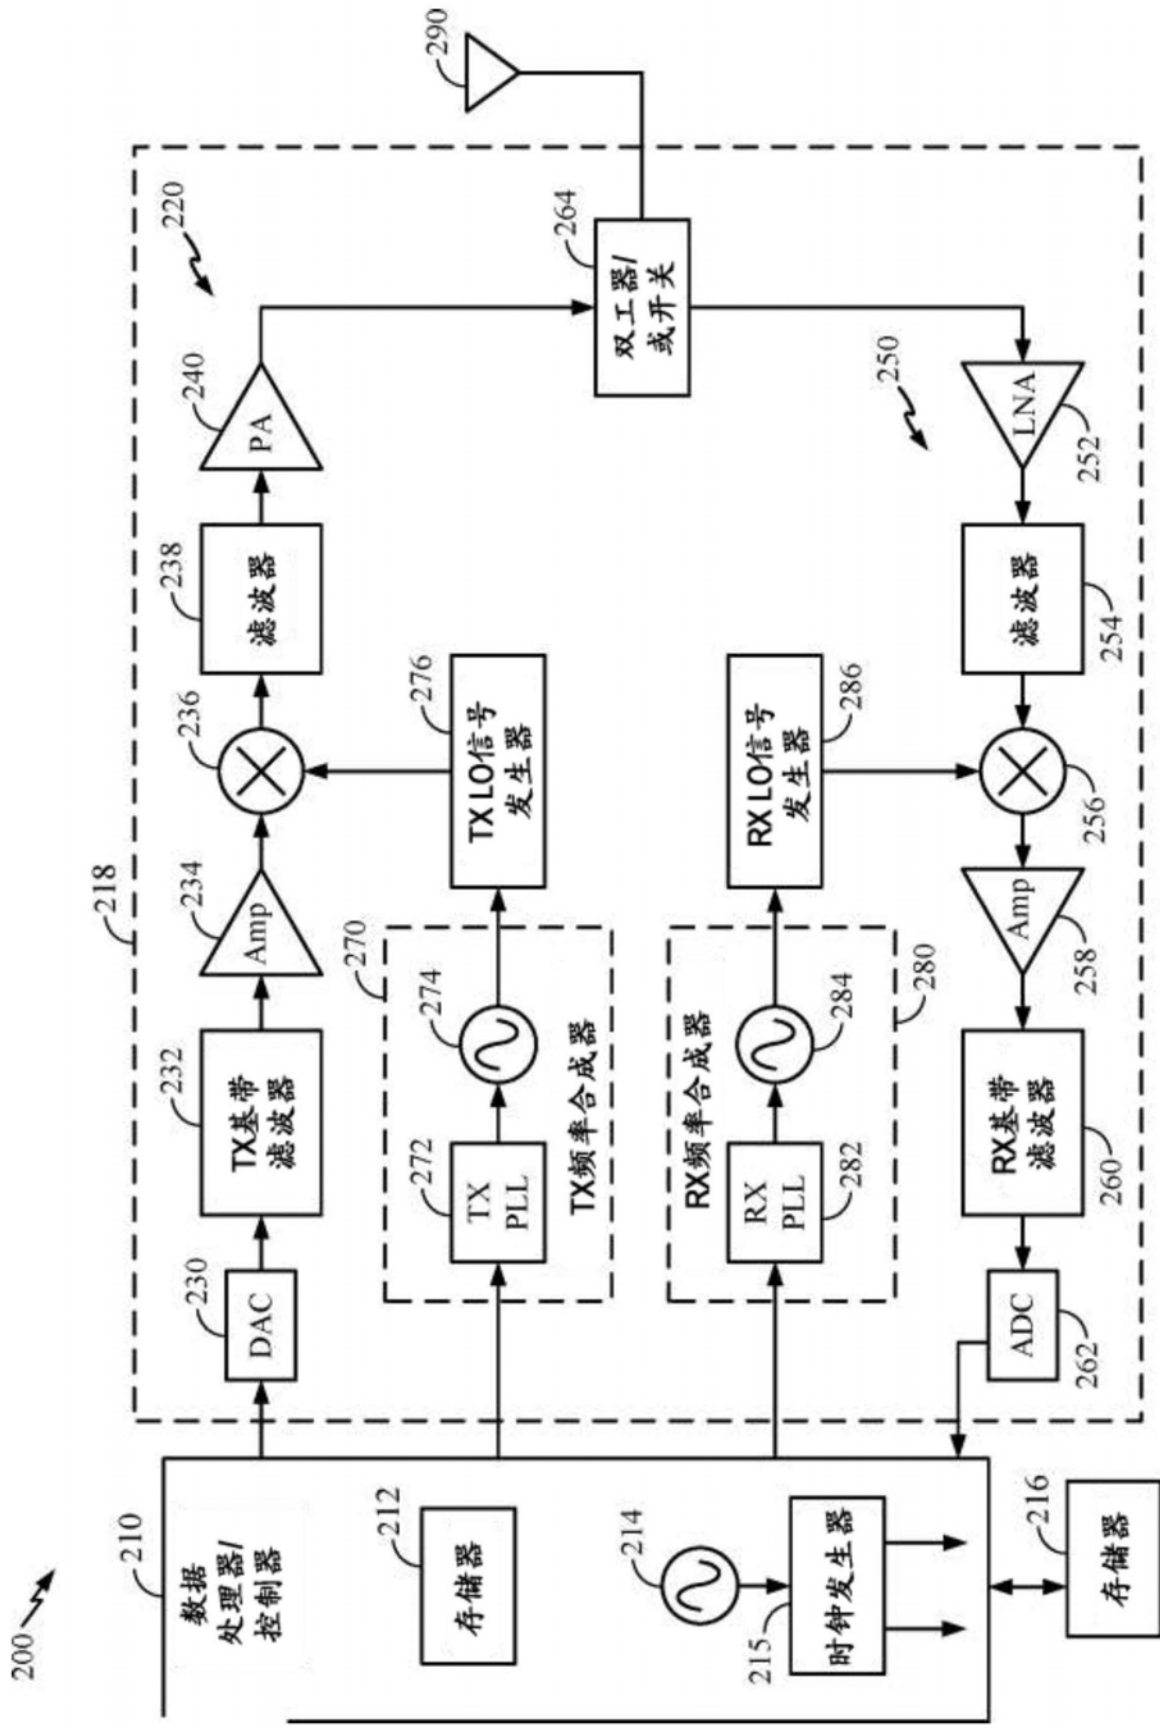 200
210
数据
处理器/
控制器
212
存储器
214
215
时钟发生器
216
存储器
218
220
230
DAC
232
TX基带
滤波器
234
Amp
236
238
滤波器
240
PA
270
272
TX
PLL
274
TX频率合成器
276
TX LO信号
发生器
264
双工器/
或开关
290
RX频率合成器
282
RX
PLL
284
280
286
RX LO信号
发生器
250
262
ADC
260
RX基带
滤波器
258
Amp
256
254
滤波器
252
LNA